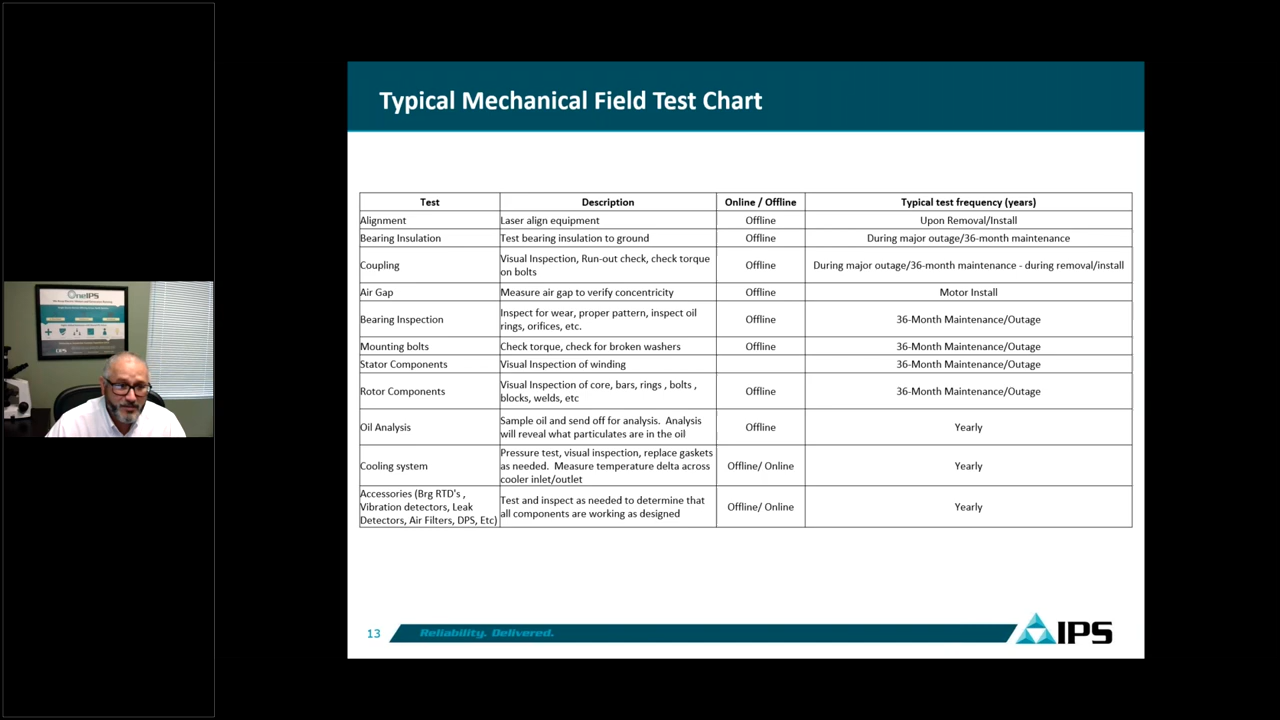 Typical Mechanical Field Test Chart
Test Description Online / Offline Typical test frequency (years)
Alignment Laser align equipment Offline Upon Removal/Install
Bearing Insulation Test bearing insulation to ground Offline During major outage/36-month maintenance
Coupling Visual Inspection, Run-out check, check torque on bolts Offline During major outage/36-month maintenance - during removal/install
Air Gap Measure air gap to verify concentricity Offline Motor Install
Bearing Inspection Inspect for wear, proper pattern, inspect oil rings, orifices, etc. Offline 36-Month Maintenance/Outage
Mounting bolts Check torque, check for broken washers Offline 36-Month Maintenance/Outage
Stator Components Visual Inspection of winding 36-Month Maintenance/Outage
Rotor Components Visual Inspection of core, bars, rings , bolts , blocks, welds, etc Offline 36-Month Maintenance/Outage
Oil Analysis Sample oil and send off for analysis. Analysis will reveal what particulates are in the oil Offline Yearly
Cooling system Pressure test, visual inspection, replace gaskets as needed. Measure temperature delta across cooler inlet/outlet Offline/ Online Yearly
Accessories (Brg RTD's , Vibration detectors, Leak Detectors, Air Filters, DPS, Etc) Test and inspect as needed to determine that all components are working as designed Offline/ Online Yearly
13 Reliability. Delivered. IPS
OneIPS